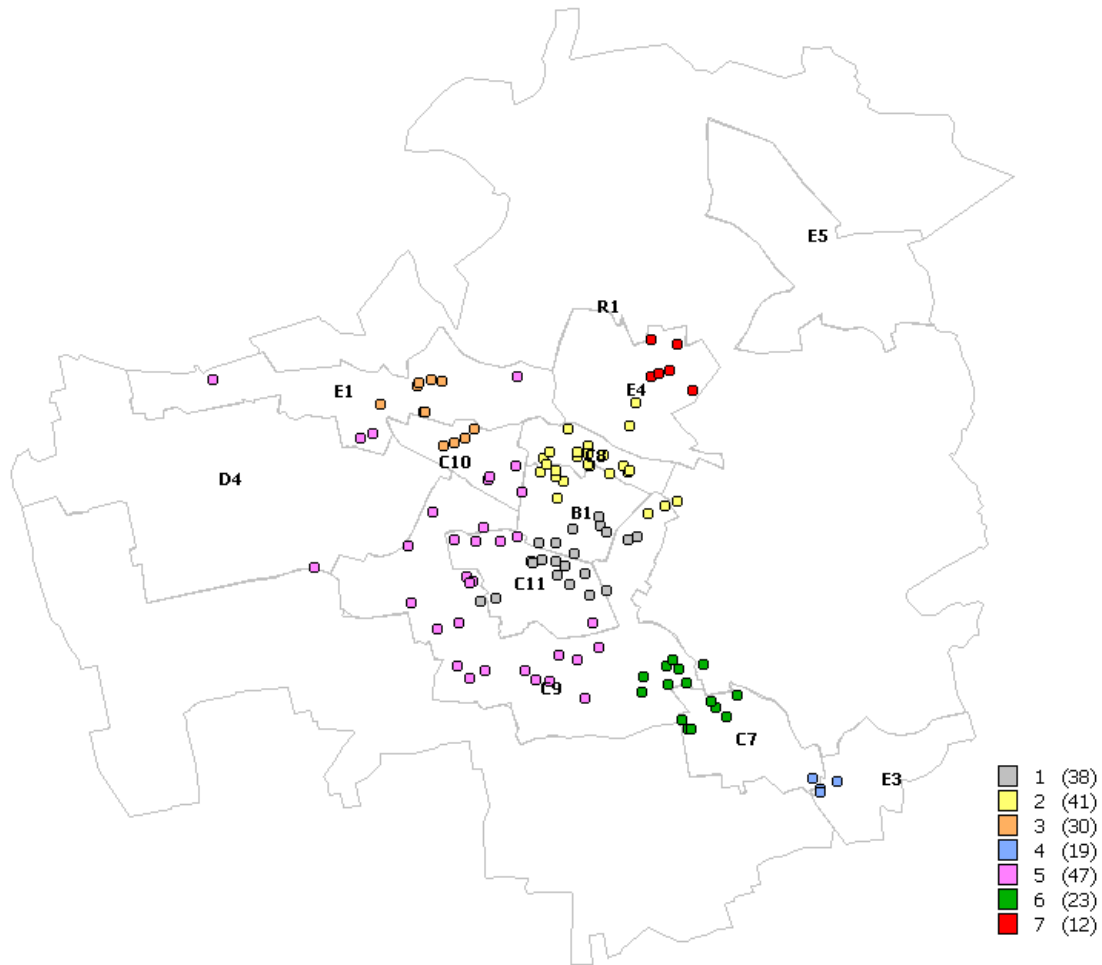 E5
R1
E4
E1
C8
C10
D4
B1
C11
C9
C7
E3
1 (38)
2 (41)
3 (30)
4 (19)
5 (47)
6 (23)
7 (12)